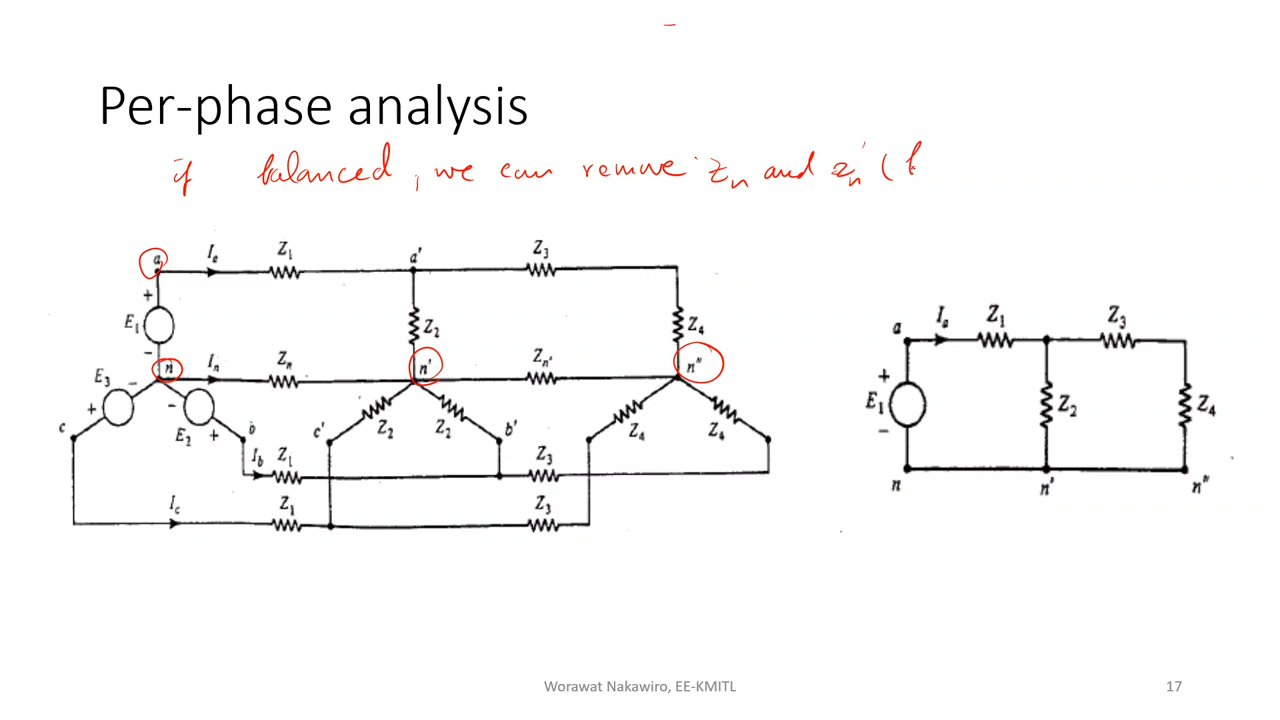 Per-phase analysis
if balanced, we can remove Zn and Zn' (
a Ia Z1 a' Z3
+ E1 - Z2 Z4
n In Zn n' Zn' n"
E3 - + - E2 +
c b c' Z2 Z2 b' Z4 Z4
Ib Z1 Z3
Ic Z1 Z3
a Ia Z1 Z3
+ E1 - Z2 Z4
n n' n"
Worawat Nakawiro, EE-KMITL 17